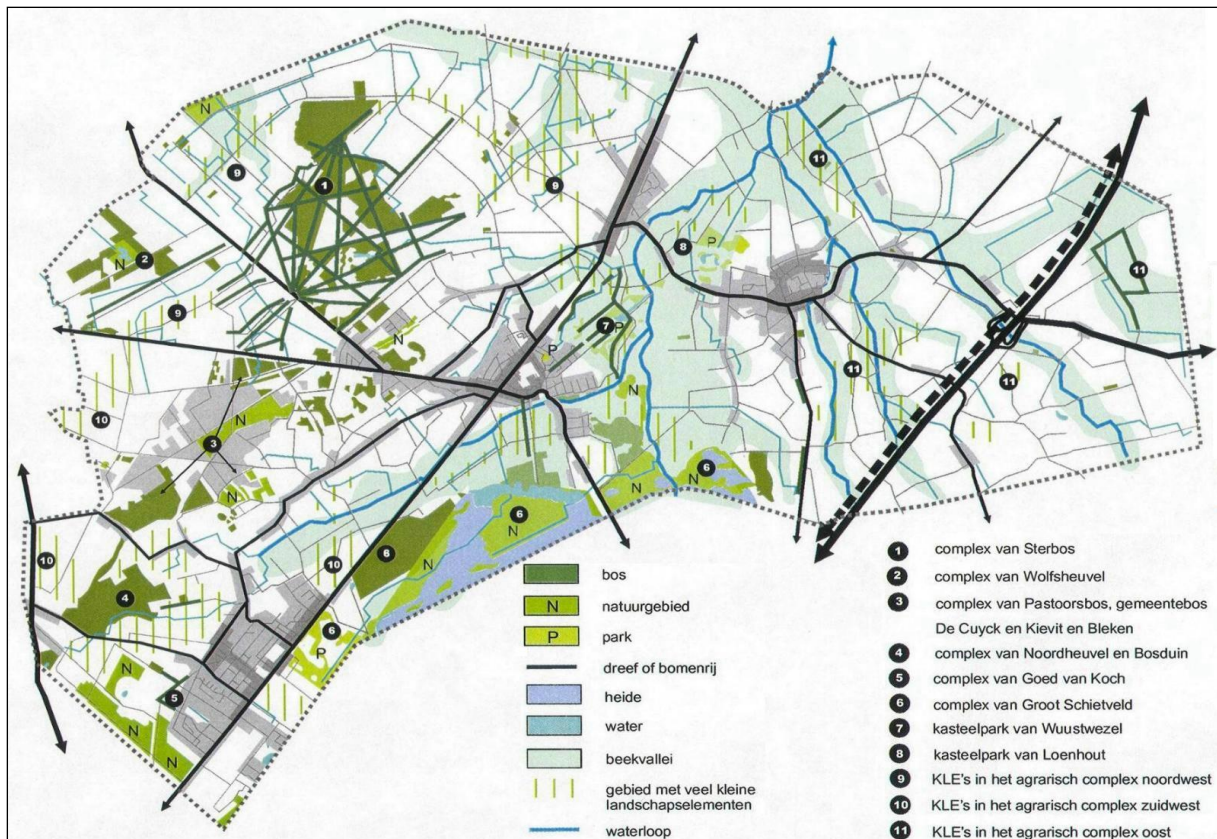 N
9
1
9
11
2
N
8
P
11
9
7
P
P
N
11
11
10
N
3
N
6
N
N
6
N
10
6
10
N
4
6
P
N
5
N
N
bos
N natuurgebied
P park
dreef of bomenrij
heide
water
beekvallei
gebied met veel kleine
landschapselementen
waterloop
1 complex van Sterbos
2 complex van Wolfsheuvel
3 complex van Pastoorsbos, gemeentebos
De Cuyck en Kievit en Bleken
4 complex van Noordheuvel en Bosduin
5 complex van Goed van Koch
6 complex van Groot Schietveld
7 kasteelpark van Wuustwezel
8 kasteelpark van Loenhout
9 KLE's in het agrarisch complex noordwest
10 KLE's in het agrarisch complex zuidwest
11 KLE's in het agrarisch complex oost